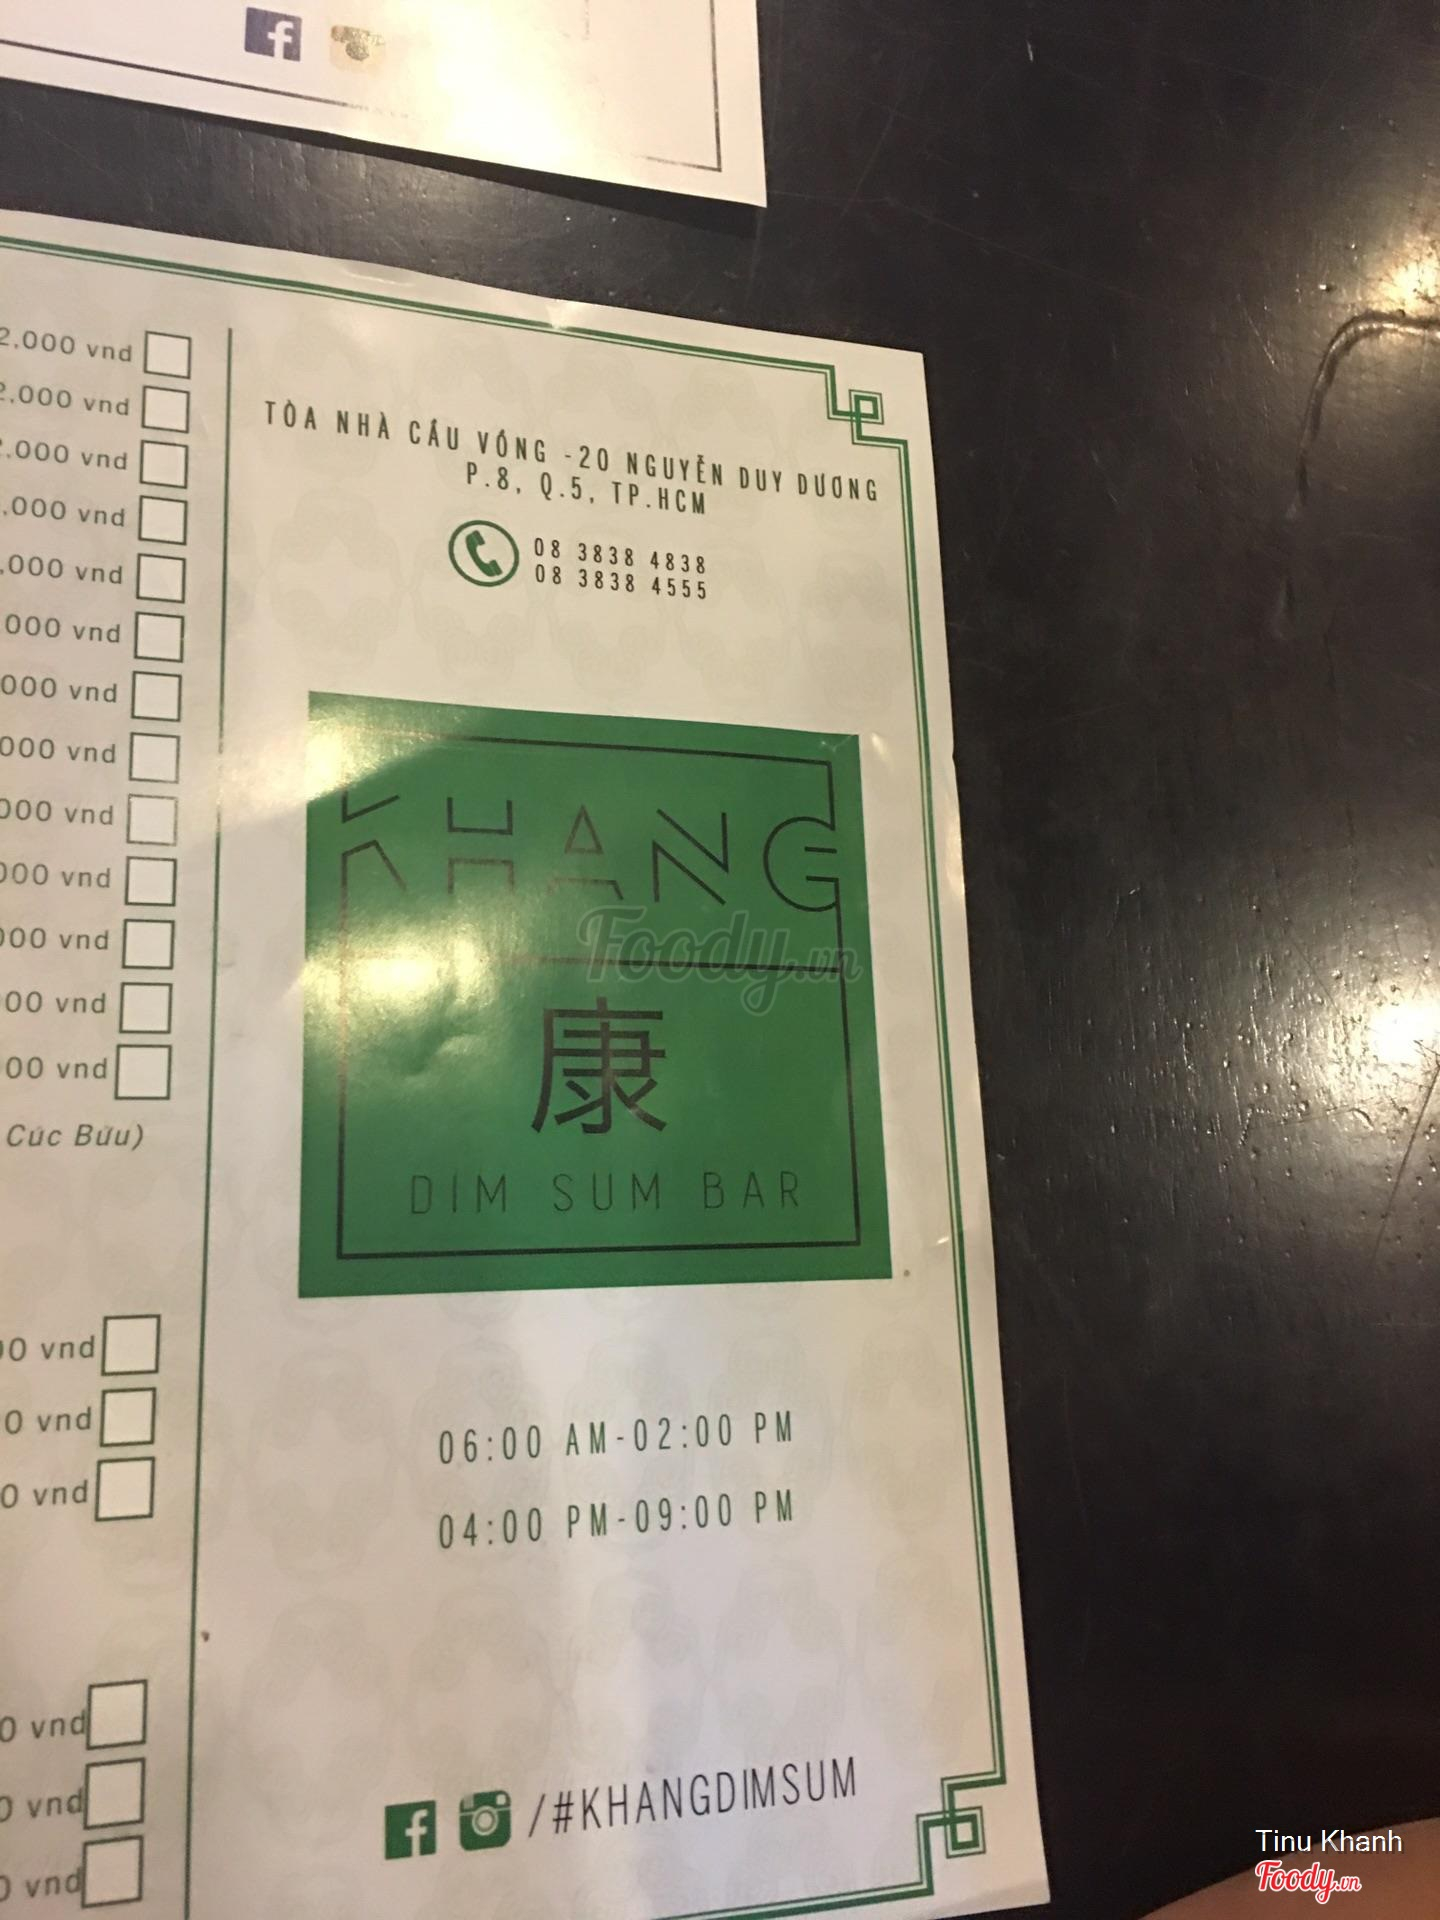 2.000 vnd
2.000 vnd
2.000 vnd
.000 vnd
.000 vnd
000 vnd
000 vnd
000 vnd
000 vnd
000 vnd
000 vnd
00 vnd
00 vnd
Cúc Bửu)
00 vnd
0 vnd
0 vnd
0 vnd
0 vnd
0 vnd
TÒA NHÀ CẦU VỒNG -20 NGUYỄN DUY DƯƠNG
P.8, Q.5, TP.HCM
08 3838 4838
08 3838 4555
KHANG
康
DIM SUM BAR
06:00 AM-02:00 PM
04:00 PM-09:00 PM
/#KHANGDIMSUM
Foody.vn
Tinu Khanh
Foody.vn